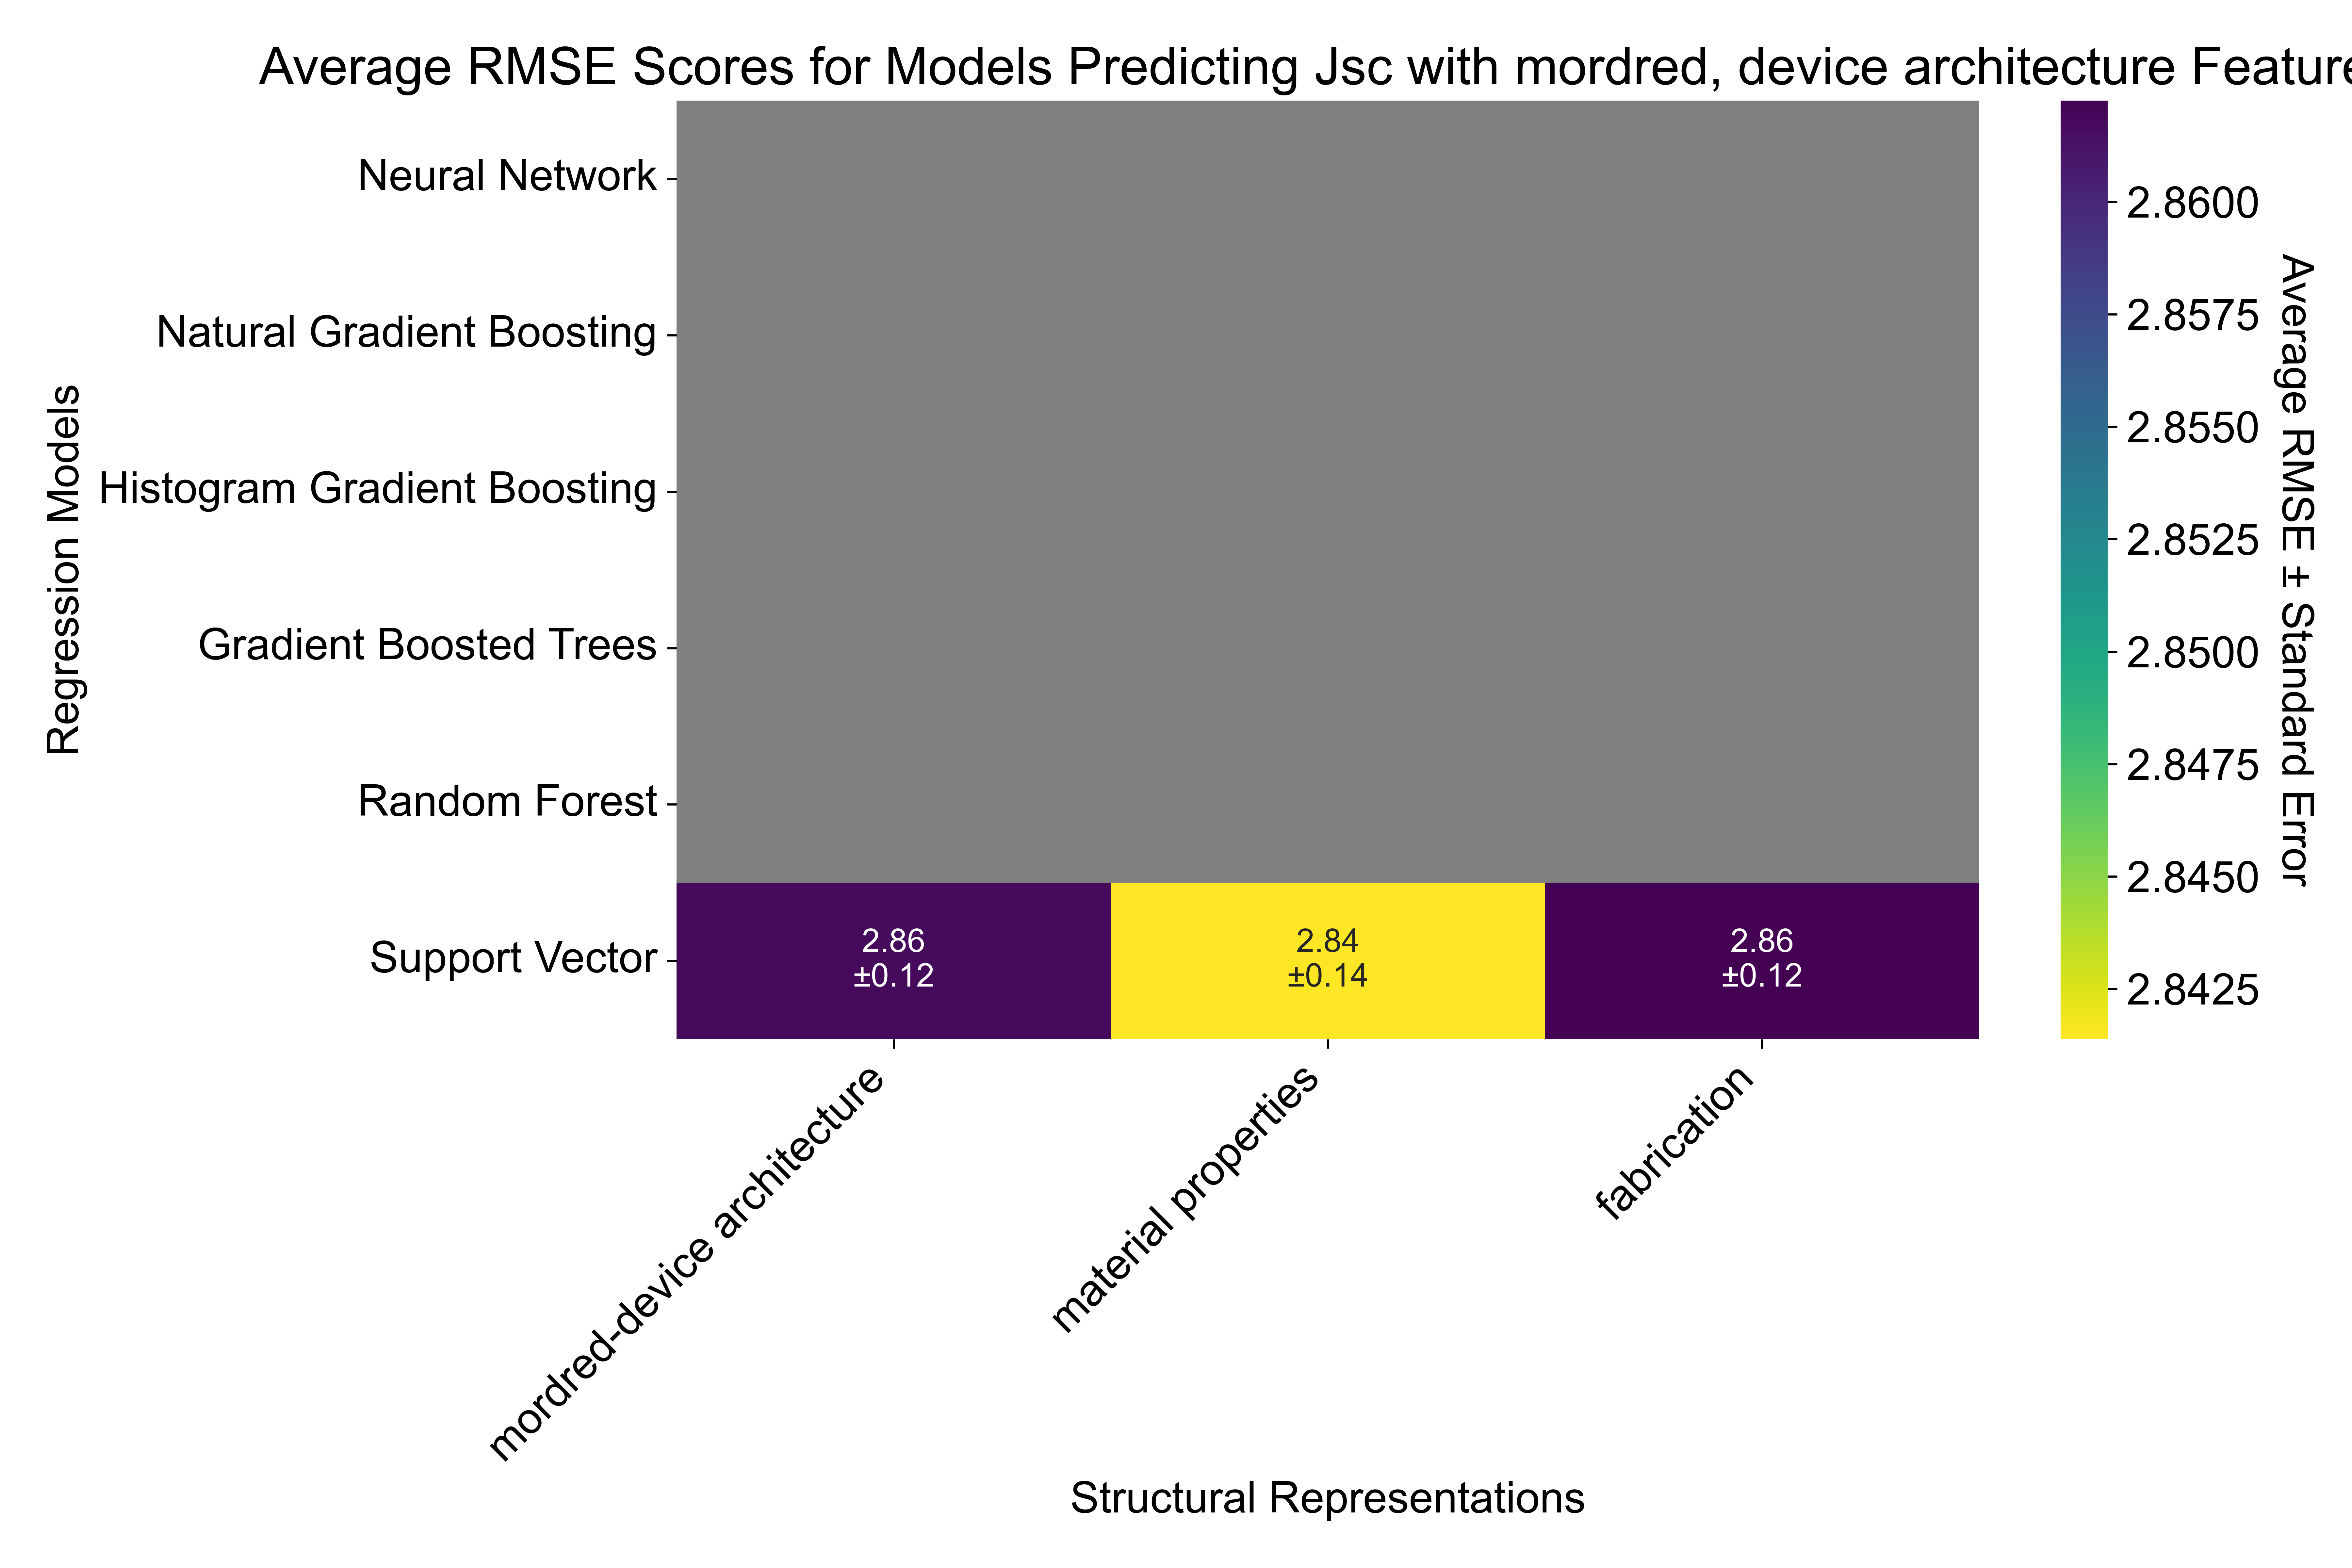 Average RMSE Scores for Models Predicting Jsc with mordred, device architecture Feature
Regression Models
Neural Network
Natural Gradient Boosting
Histogram Gradient Boosting
Gradient Boosted Trees
Random Forest
Support Vector
2.86
±0.12
2.84
±0.14
2.86
±0.12
mordred-device architecture
material properties
fabrication
Structural Representations
2.8600
2.8575
2.8550
2.8525
2.8500
2.8475
2.8450
2.8425
Average RMSE ± Standard Error